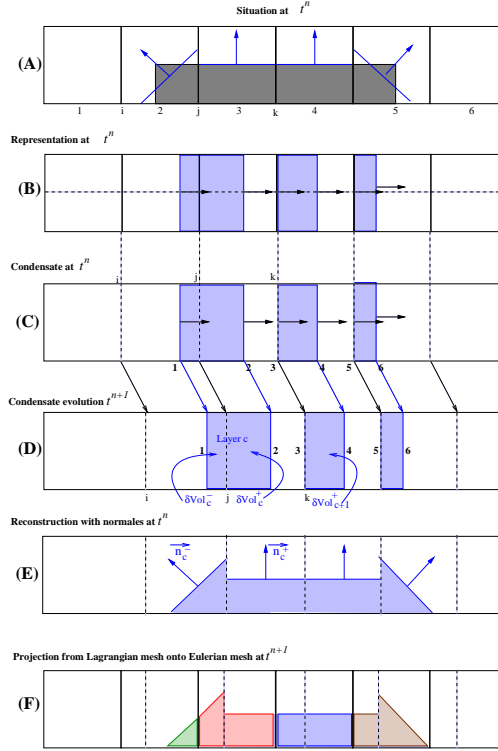 Situation at t^n
(A)
1 i 2 j 3 k 4 5 6
Representation at t^n
(B)
Condensate at t^n
i j k
(C)
1 2 3 4 5 6
Condensate evolution t^{n+1}
(D)
Layer c
1 2 3 4 5 6
δVol_c^- δVol_c^+ δVol_{c+1}^+
i j k
Reconstruction with normales at t^n
n_c^- n_c^+
(E)
Projection from Lagrangian mesh onto Eulerian mesh at t^{n+1}
(F)